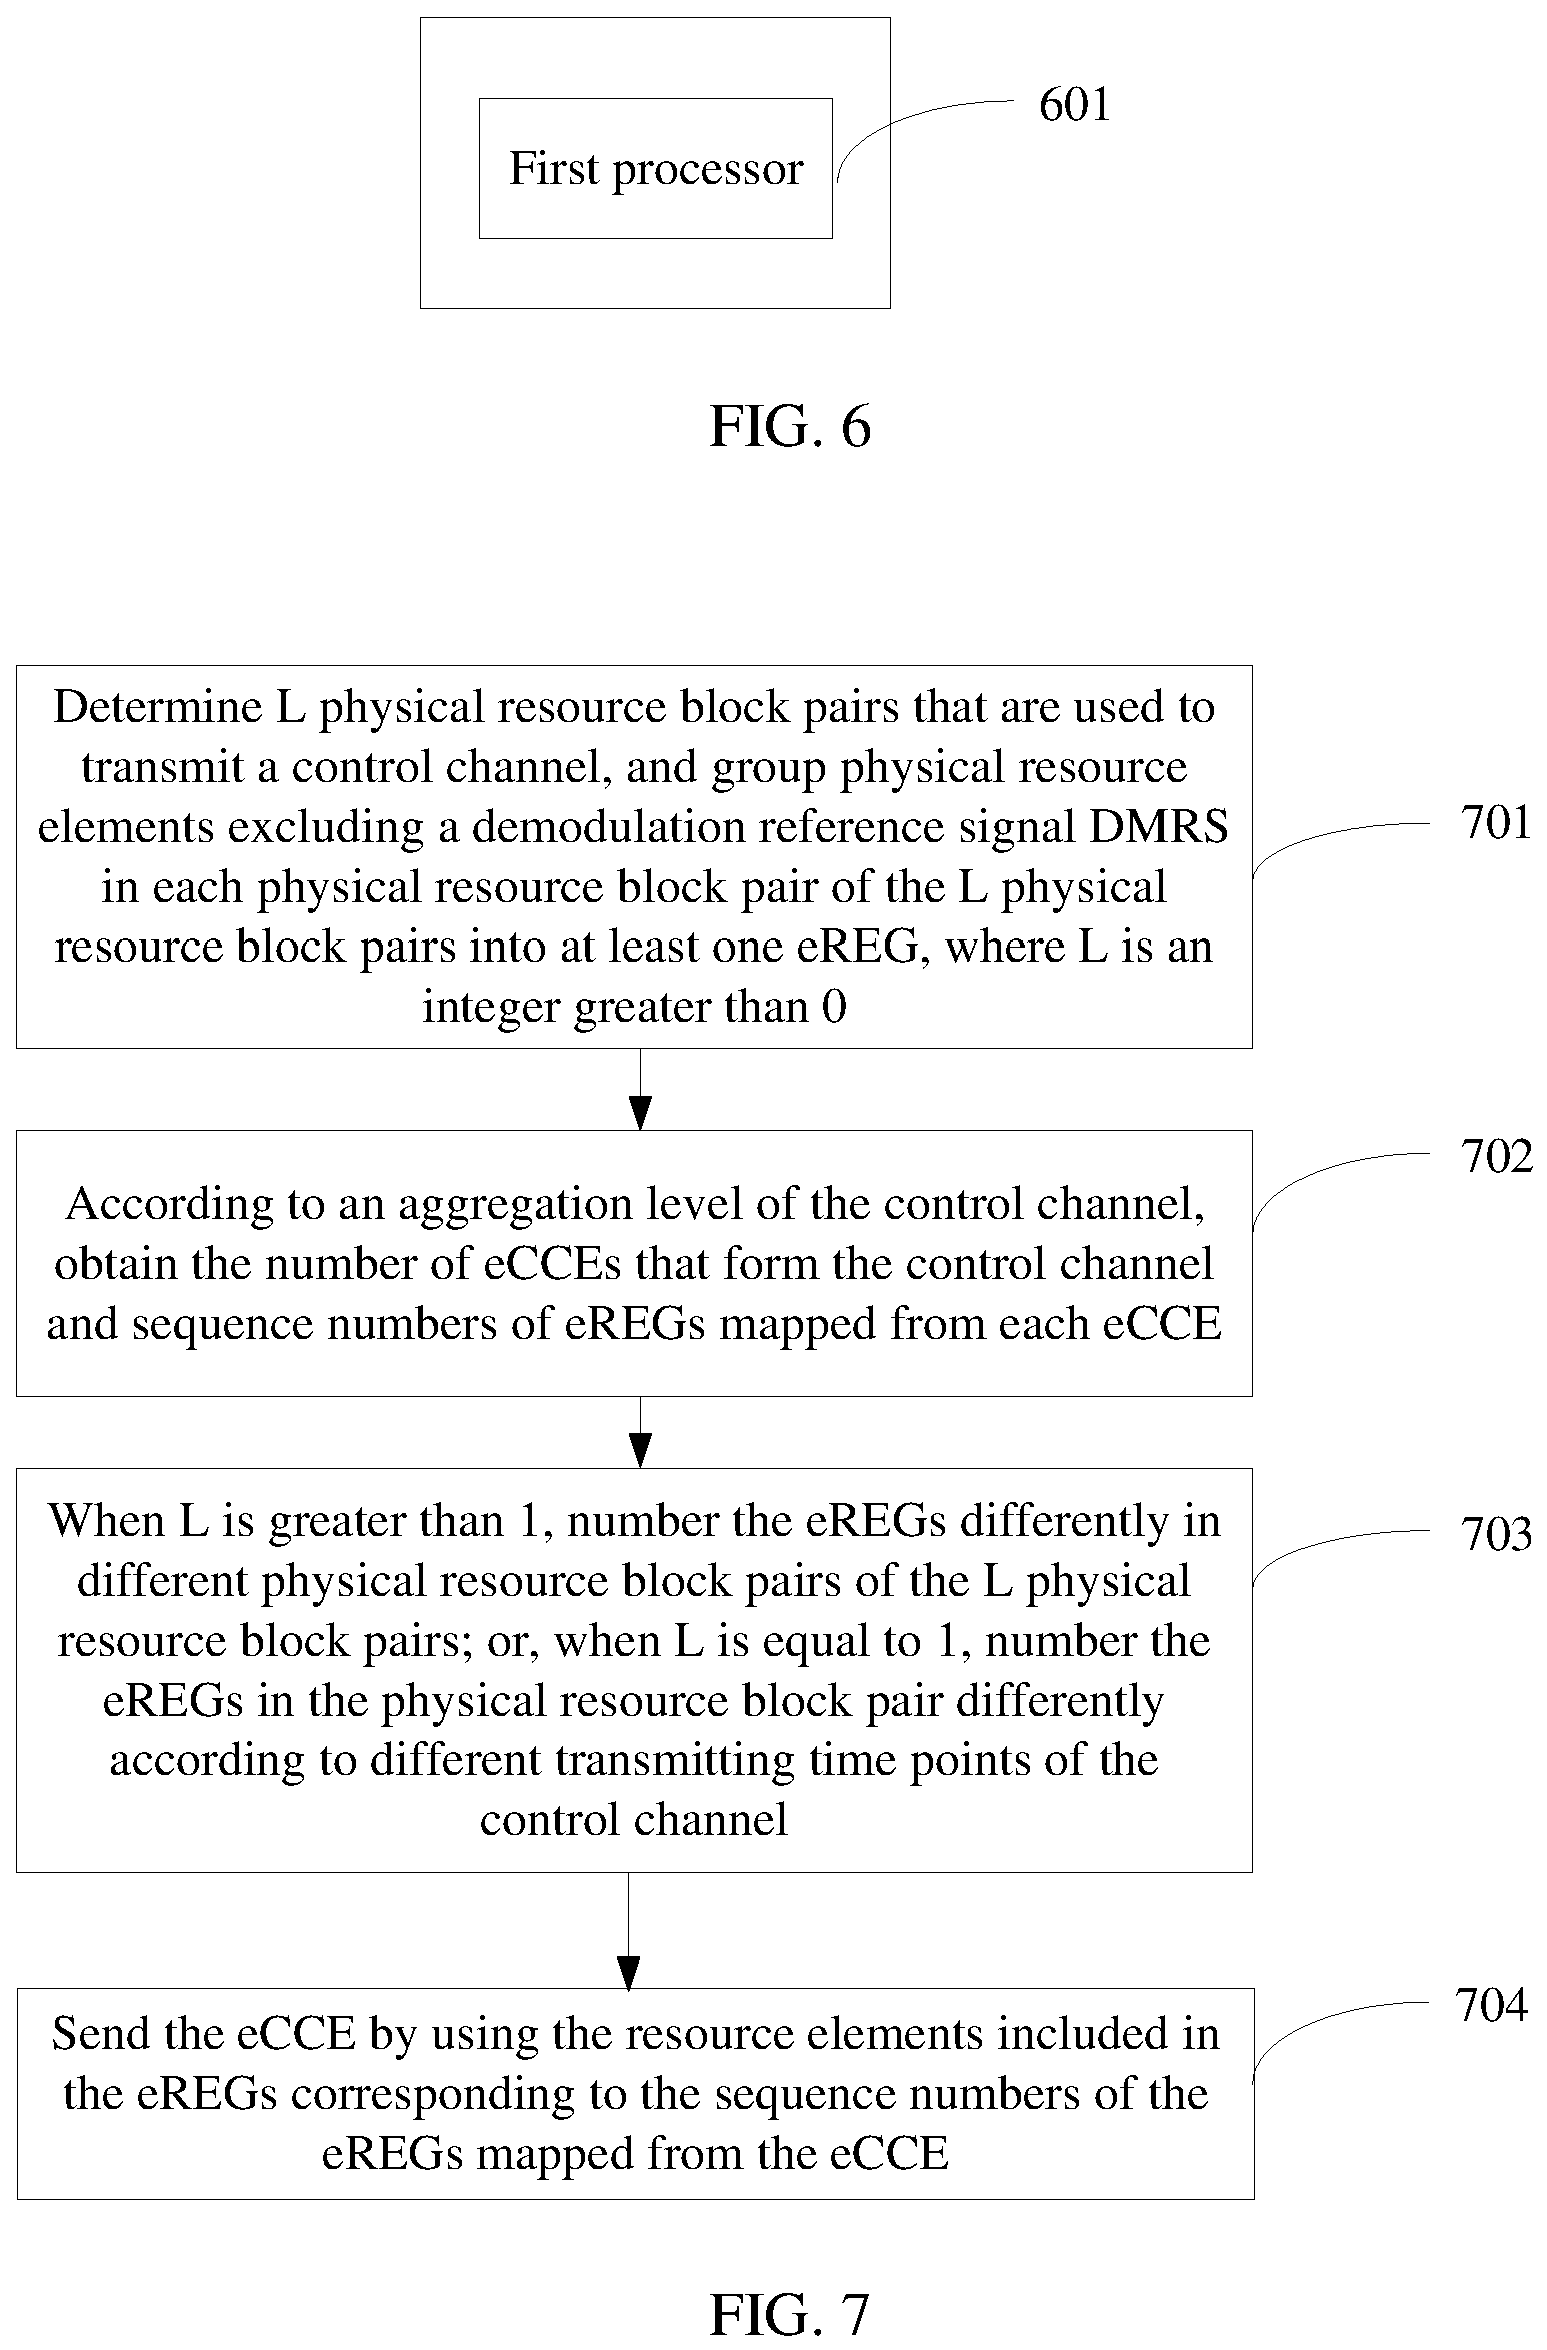 601
First processor
FIG. 6
Determine L physical resource block pairs that are used to
transmit a control channel, and group physical resource
elements excluding a demodulation reference signal DMRS
in each physical resource block pair of the L physical
resource block pairs into at least one eREG, where L is an
integer greater than 0
701
According to an aggregation level of the control channel,
obtain the number of eCCEs that form the control channel
and sequence numbers of eREGs mapped from each eCCE
702
When L is greater than 1, number the eREGs differently in
different physical resource block pairs of the L physical
resource block pairs; or, when L is equal to 1, number the
eREGs in the physical resource block pair differently
according to different transmitting time points of the
control channel
703
Send the eCCE by using the resource elements included in
the eREGs corresponding to the sequence numbers of the
eREGs mapped from the eCCE
704
FIG. 7